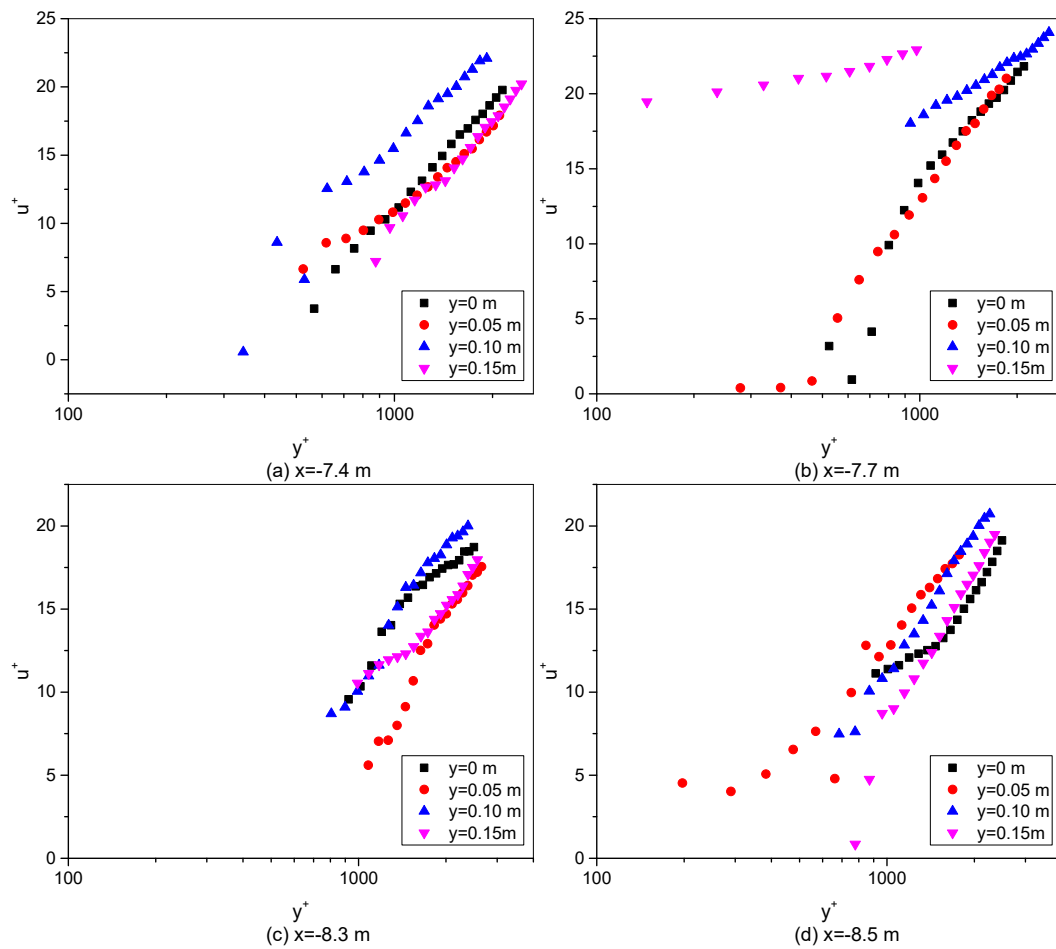 25
20
15
10
5
0
u+
100
1000
y+
y=0 m
y=0.05 m
y=0.10 m
y=0.15m
(a) x=-7.4 m
25
20
15
10
5
0
u+
100
1000
y+
y=0 m
y=0.05 m
y=0.10 m
y=0.15m
(b) x=-7.7 m
20
15
10
5
0
u+
100
1000
y+
y=0 m
y=0.05 m
y=0.10 m
y=0.15m
(c) x=-8.3 m
20
15
10
5
0
u+
100
1000
y+
y=0 m
y=0.05 m
y=0.10 m
y=0.15m
(d) x=-8.5 m